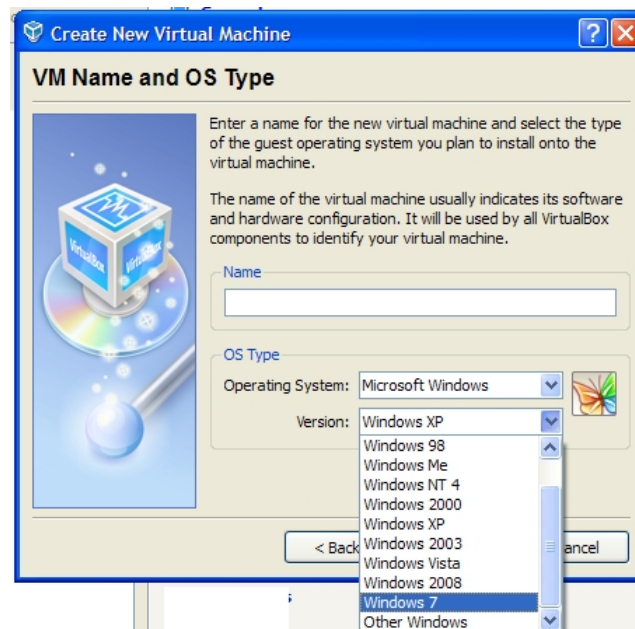 Create New Virtual Machine
VM Name and OS Type
Enter a name for the new virtual machine and select the type
of the guest operating system you plan to install onto the
virtual machine.
The name of the virtual machine usually indicates its software
and hardware configuration. It will be used by all VirtualBox
components to identify your virtual machine.
VirtualBox
VirtualBox
Name
OS Type
Operating System: Microsoft Windows
Version: Windows XP
Windows 98
Windows Me
Windows NT 4
Windows 2000
Windows XP
Windows 2003
Windows Vista
Windows 2008
Windows 7
Other Windows
< Back
ancel